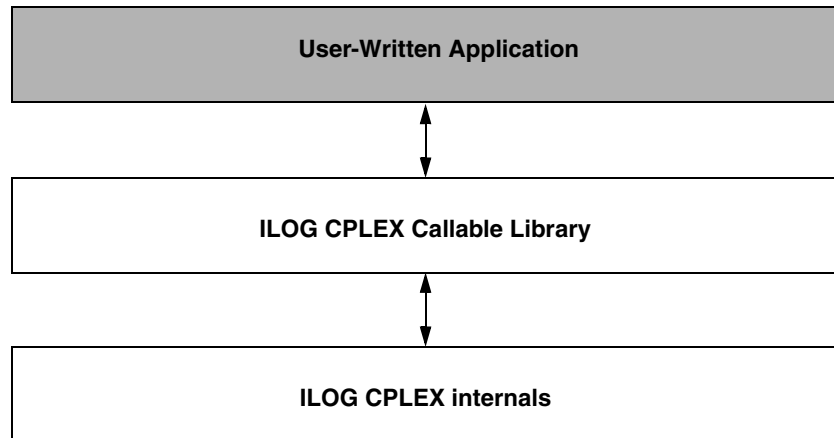 User-Written Application
ILOG CPLEX Callable Library
ILOG CPLEX internals